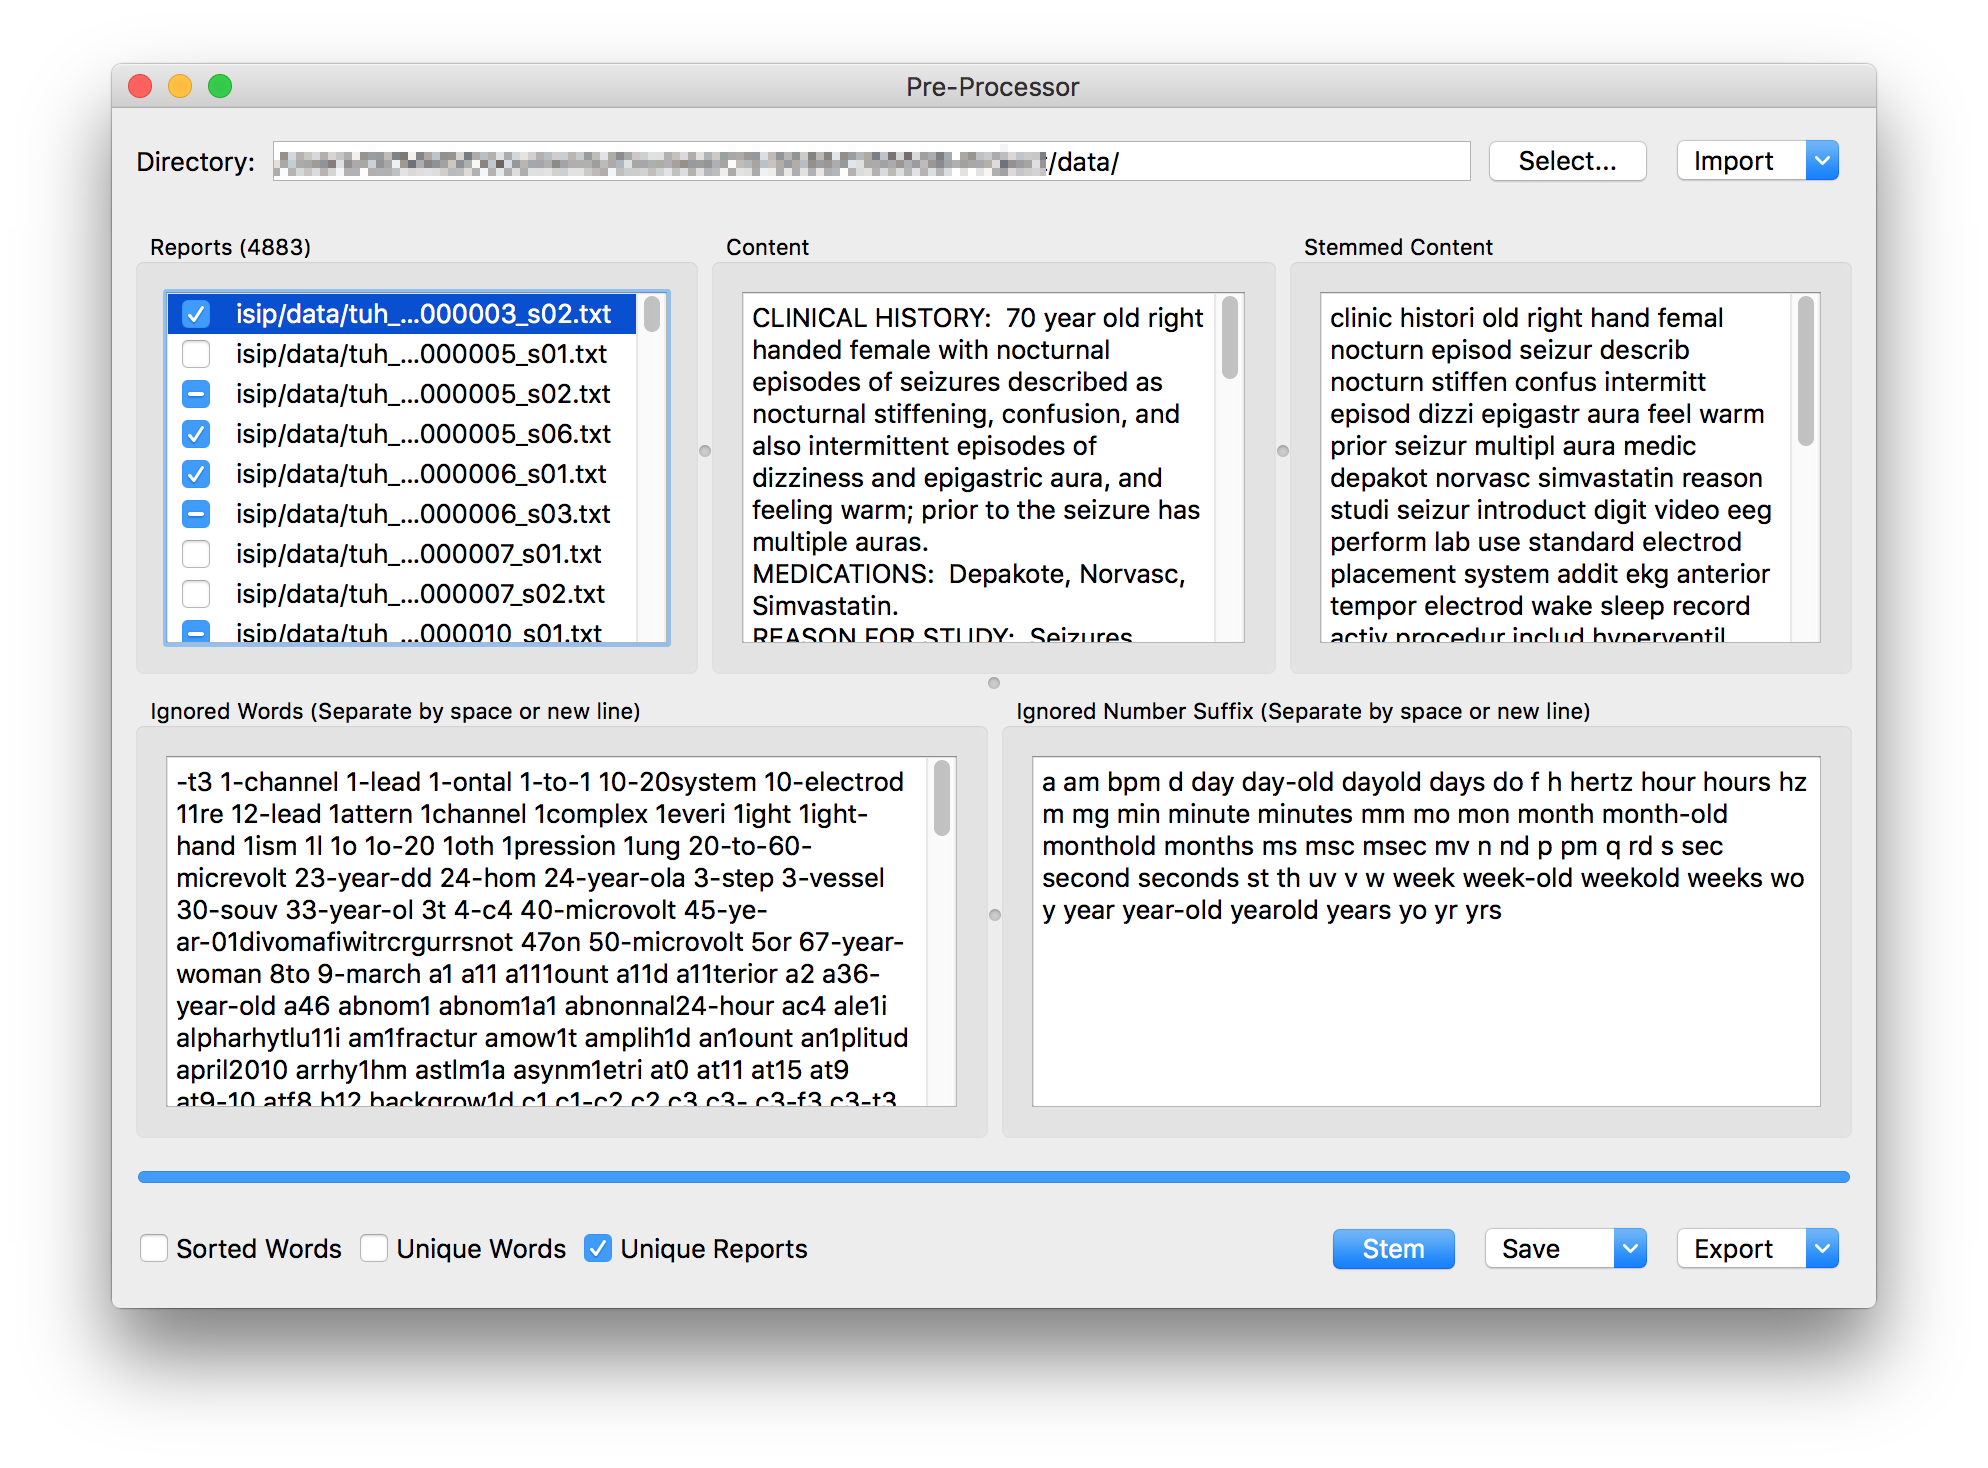 Pre-Processor
Directory: /data/ Select... Import
Reports (4883)
isip/data/tuh_...000003_s02.txt
isip/data/tuh_...000005_s01.txt
isip/data/tuh_...000005_s02.txt
isip/data/tuh_...000005_s06.txt
isip/data/tuh_...000006_s01.txt
isip/data/tuh_...000006_s03.txt
isip/data/tuh_...000007_s01.txt
isip/data/tuh_...000007_s02.txt
isip/data/tuh_...000010_s01.txt
Content
CLINICAL HISTORY:  70 year old right
handed female with nocturnal
episodes of seizures described as
nocturnal stiffening, confusion, and
also intermittent episodes of
dizziness and epigastric aura, and
feeling warm; prior to the seizure has
multiple auras.
MEDICATIONS:  Depakote, Norvasc,
Simvastatin.
REASON FOR STUDY:  Seizures
Stemmed Content
clinic histori old right hand femal
nocturn episod seizur describ
nocturn stiffen confus intermitt
episod dizzi epigastr aura feel warm
prior seizur multipl aura medic
depakot norvasc simvastatin reason
studi seizur introduct digit video eeg
perform lab use standard electrod
placement system addit ekg anterior
tempor electrod wake sleep record
activ procedur includ hyperventil
Ignored Words (Separate by space or new line)
-t3 1-channel 1-lead 1-ontal 1-to-1 10-20system 10-electrod
11re 12-lead 1attern 1channel 1complex 1everi 1ight 1ight-
hand 1ism 1l 1o 1o-20 1oth 1pression 1ung 20-to-60-
micrevolt 23-year-dd 24-hom 24-year-ola 3-step 3-vessel
30-souv 33-year-ol 3t 4-c4 40-microvolt 45-ye-
ar-01divomafiwitrcrgurrsnot 47on 50-microvolt 5or 67-year-
woman 8to 9-march a1 a11 a111ount a11d a11terior a2 a36-
year-old a46 abnom1 abnom1a1 abnonnal24-hour ac4 ale1i
alpharhytlu11i am1fractur amow1t amplih1d an1ount an1plitud
april2010 arrhy1hm astlm1a asynm1etri at0 at11 at15 at9
at9-10 atf8 b12 backgrow1d c1 c1-c2 c2 c3 c3- c3-f3 c3-t3
Ignored Number Suffix (Separate by space or new line)
a am bpm d day day-old dayold days do f h hertz hour hours hz
m mg min minute minutes mm mo mon month month-old
monthold months ms msc msec mv n nd p pm q rd s sec
second seconds st th uv v w week week-old weekold weeks wo
y year year-old yearold years yo yr yrs
Sorted Words Unique Words Unique Reports Stem Save Export